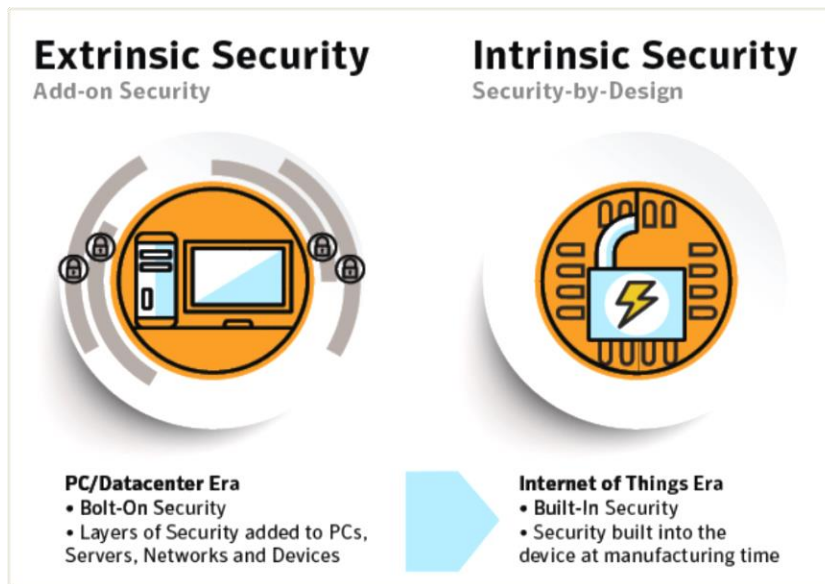 Extrinsic Security
Add-on Security
PC/Datacenter Era
• Bolt-On Security
• Layers of Security added to PCs,
Servers, Networks and Devices
Intrinsic Security
Security-by-Design
Internet of Things Era
• Built-In Security
• Security built into the
device at manufacturing time